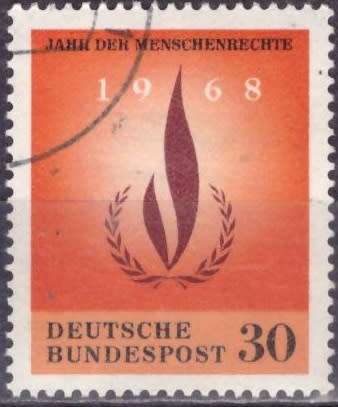 JAHR DER MENSCHENRECHTE
1968
DEUTSCHE
BUNDESPOST 30